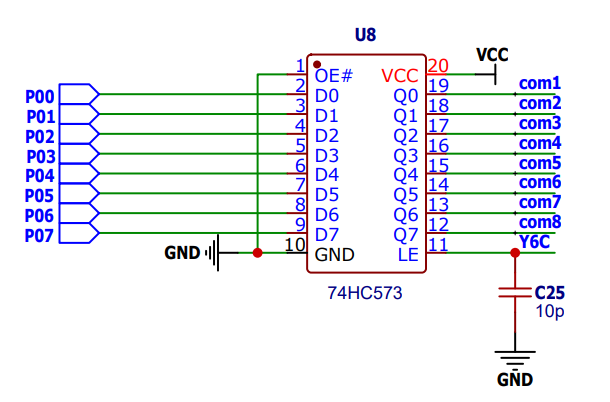 U8
VCC
1 OE# VCC 20
P00 2 D0 Q0 19 com1
P01 3 D1 Q1 18 com2
P02 4 D2 Q2 17 com3
P03 5 D3 Q3 16 com4
P04 6 D4 Q4 15 com5
P05 7 D5 Q5 14 com6
P06 8 D6 Q6 13 com7
P07 9 D7 Q7 12 com8
GND 10 GND LE 11 Y6C
74HC573
C25
10p
GND